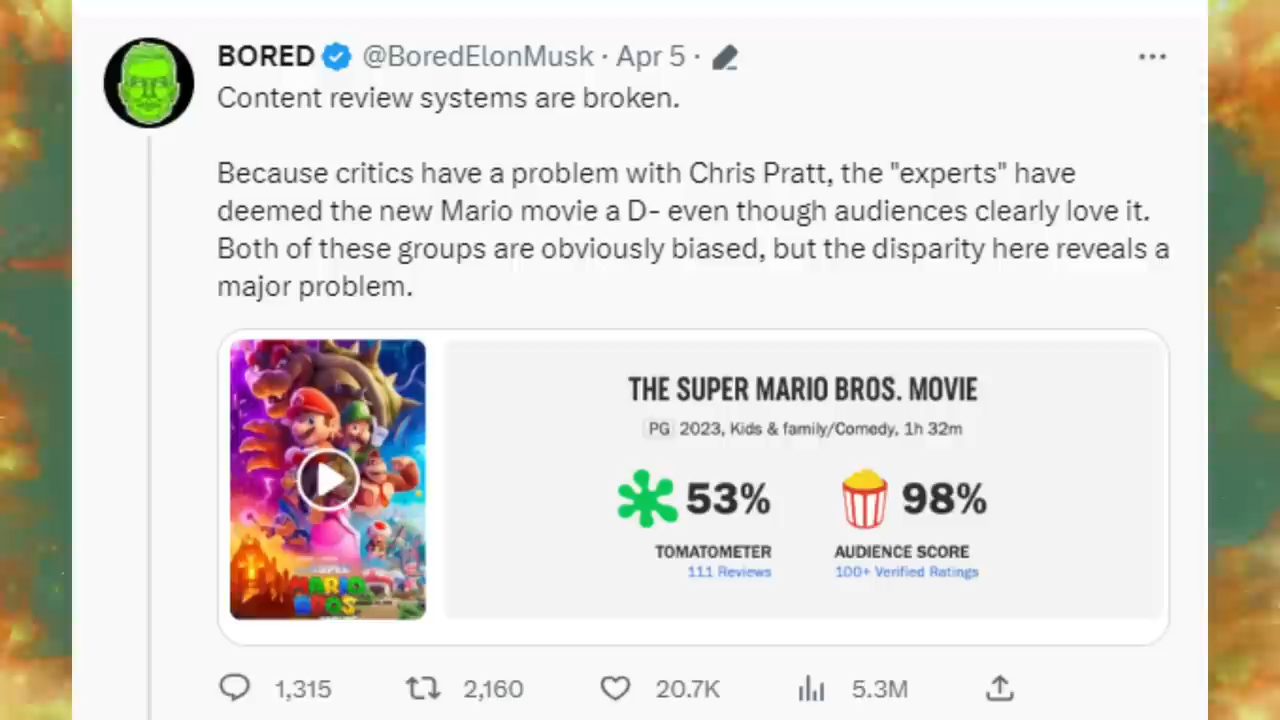 BORED @BoredElonMusk · Apr 5 ·
Content review systems are broken.
Because critics have a problem with Chris Pratt, the "experts" have
deemed the new Mario movie a D- even though audiences clearly love it.
Both of these groups are obviously biased, but the disparity here reveals a
major problem.
THE SUPER MARIO BROS. MOVIE
PG 2023, Kids & family/Comedy, 1h 32m
53% 98%
TOMATOMETER AUDIENCE SCORE
111 Reviews 100+ Verified Ratings
SUPER
MARIO
BROS
1,315 2,160 20.7K 5.3M